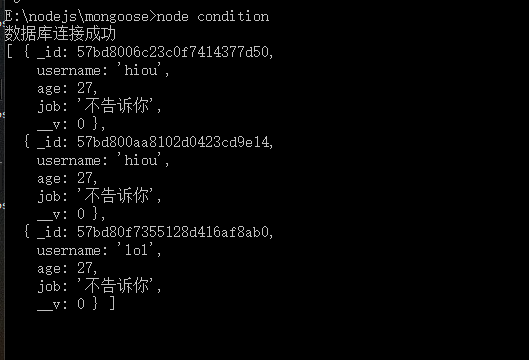 E:\nodejs\mongoose>node condition
数据库连接成功
[ { _id: 57bd8006c23c0f7414377d50,
username: 'hiou',
age: 27,
job: '不告诉你',
__v: 0 },
{ _id: 57bd800aa8102d0423cd9e14,
username: 'hiou',
age: 27,
job: '不告诉你',
__v: 0 },
{ _id: 57bd80f7355128d416af8ab0,
username: 'lol',
age: 27,
job: '不告诉你',
__v: 0 } ]